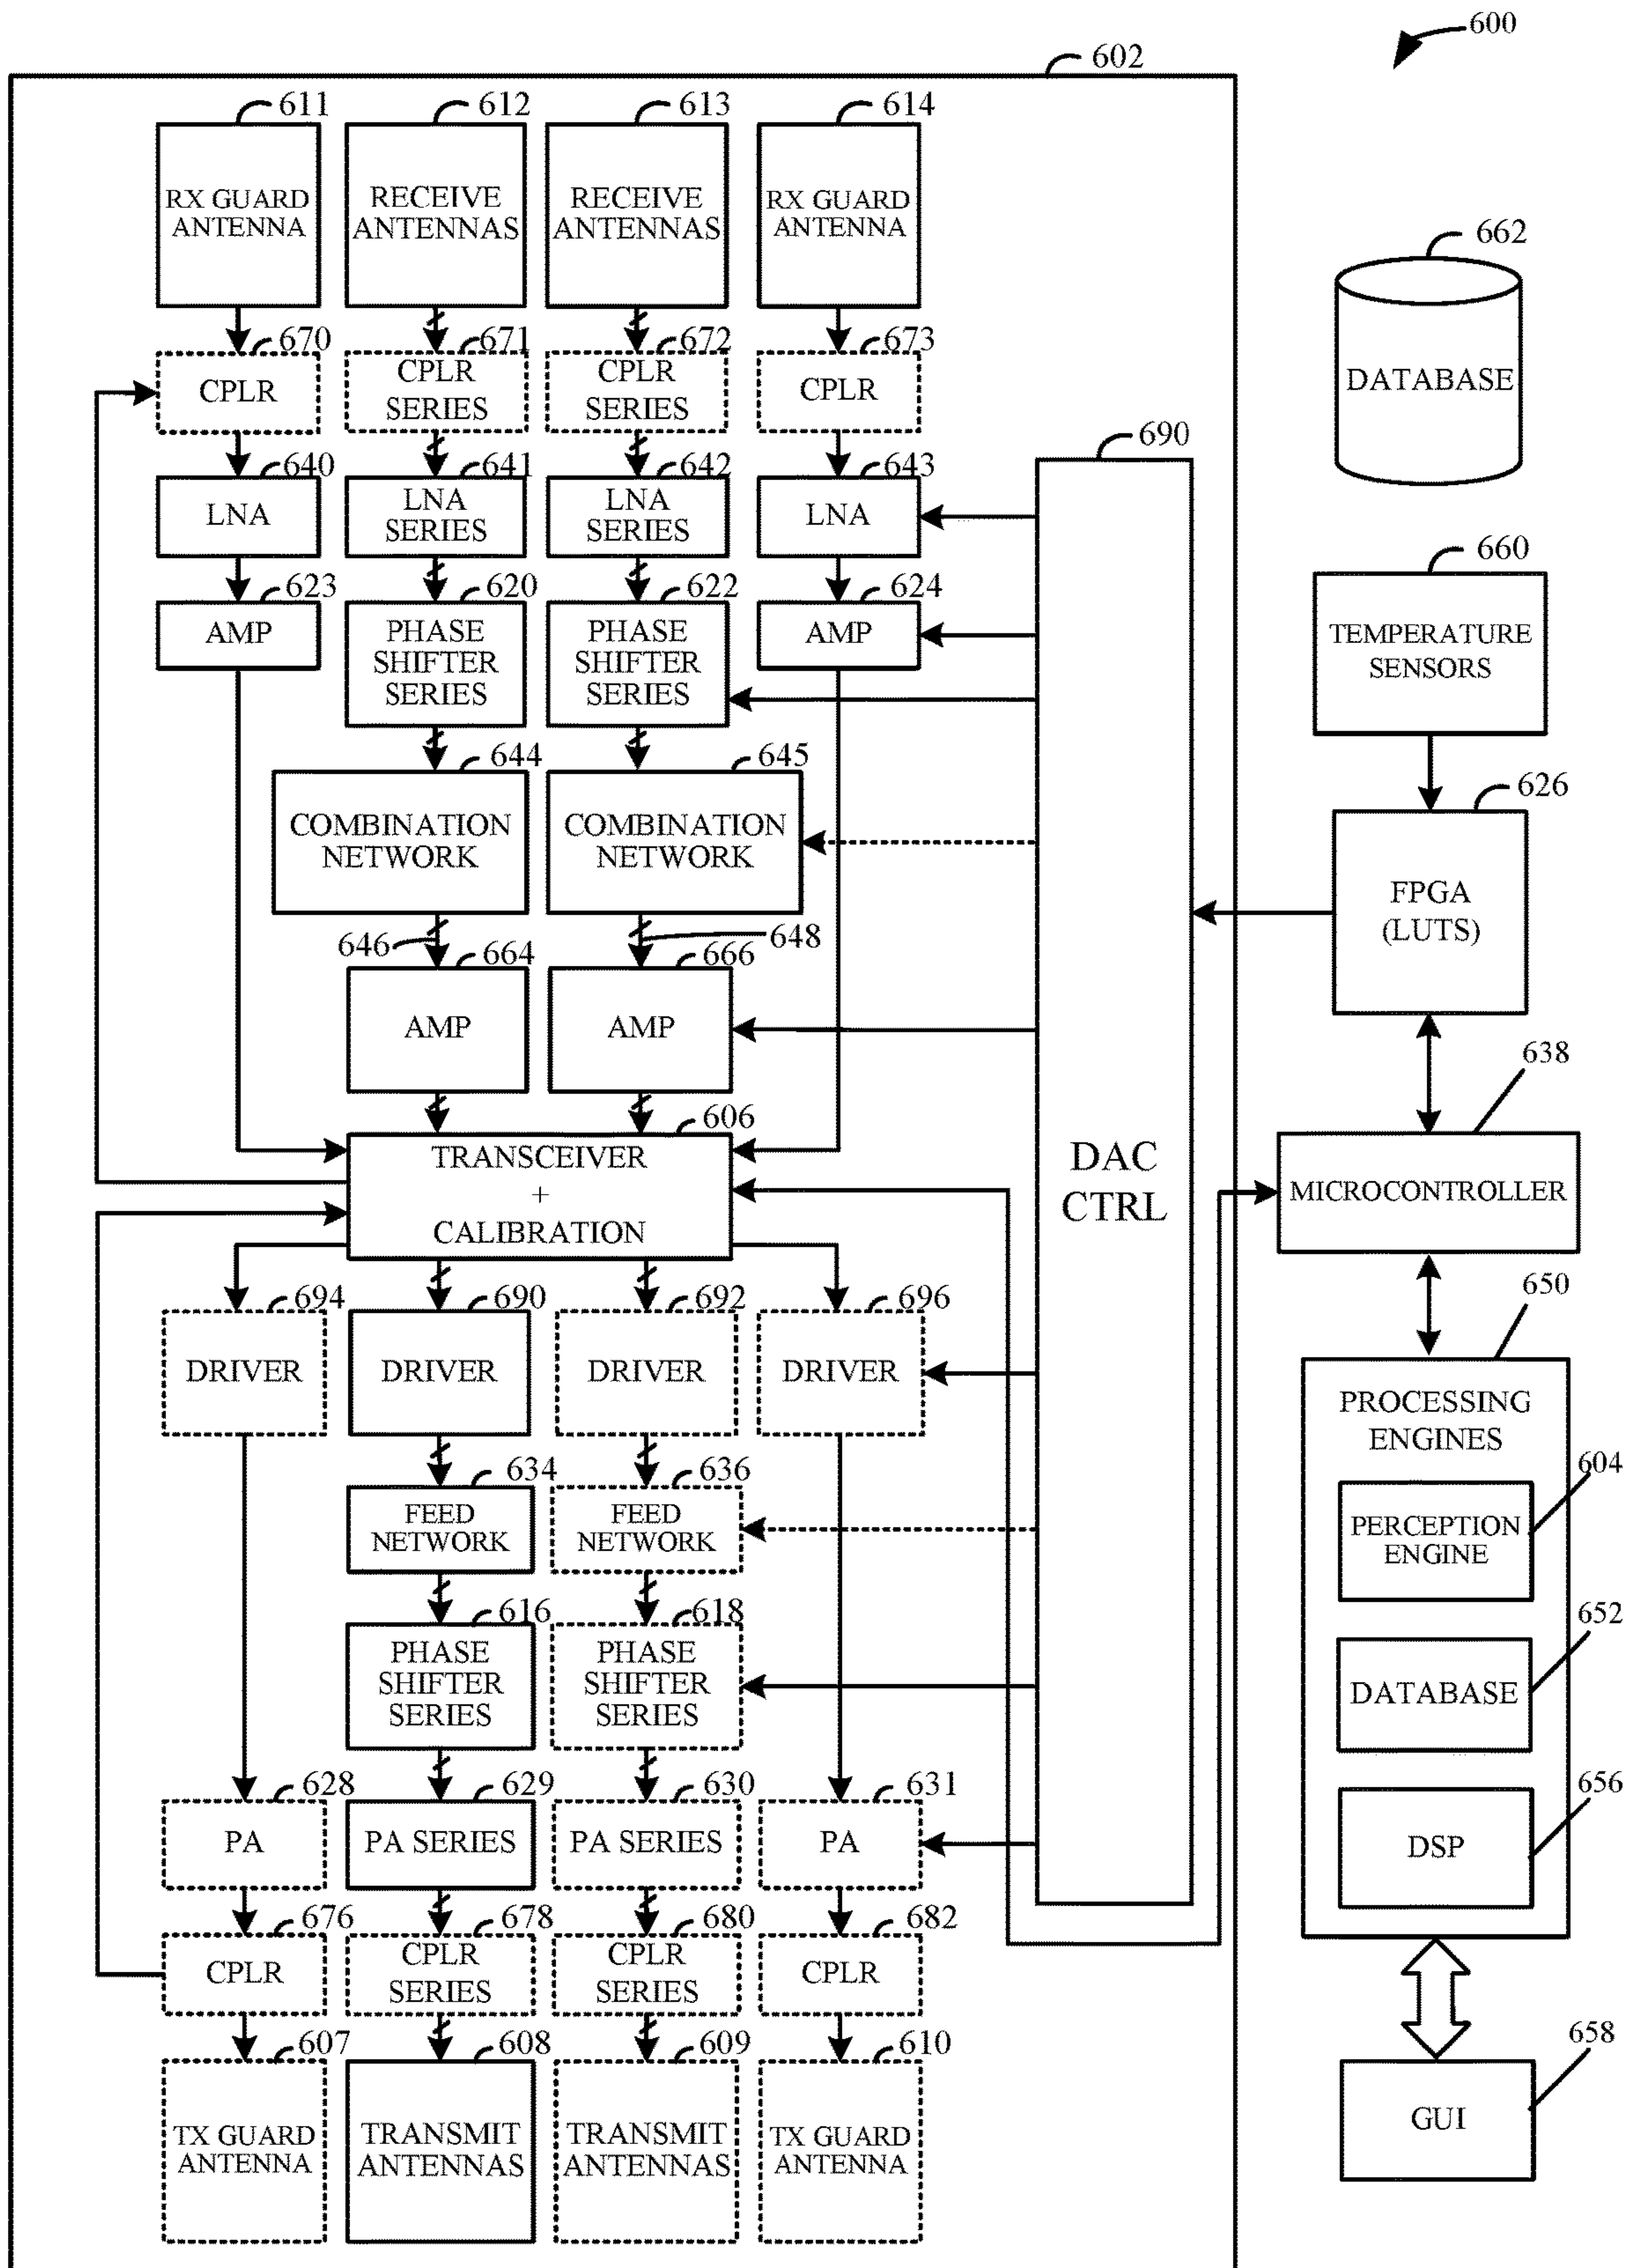 600
602
611
612
613
614
RX GUARD
ANTENNA
RECEIVE
ANTENNAS
RECEIVE
ANTENNAS
RX GUARD
ANTENNA
662
DATABASE
670
671
672
673
CPLR
CPLR
SERIES
CPLR
SERIES
CPLR
690
640
641
642
643
LNA
LNA
SERIES
LNA
SERIES
LNA
660
TEMPERATURE
SENSORS
623
620
622
624
AMP
PHASE
SHIFTER
SERIES
PHASE
SHIFTER
SERIES
AMP
644
645
COMBINATION
NETWORK
COMBINATION
NETWORK
626
FPGA
(LUTS)
646
648
664
666
AMP
AMP
638
MICROCONTROLLER
606
TRANSCEIVER
+
CALIBRATION
DAC
CTRL
694
690
692
696
DRIVER
DRIVER
DRIVER
DRIVER
650
PROCESSING
ENGINES
604
PERCEPTION
ENGINE
634
636
FEED
NETWORK
FEED
NETWORK
616
618
PHASE
SHIFTER
SERIES
PHASE
SHIFTER
SERIES
652
DATABASE
628
629
630
631
PA
PA SERIES
PA SERIES
PA
656
DSP
676
678
680
682
CPLR
CPLR
SERIES
CPLR
SERIES
CPLR
607
608
609
610
TX GUARD
ANTENNA
TRANSMIT
ANTENNAS
TRANSMIT
ANTENNAS
TX GUARD
ANTENNA
658
GUI